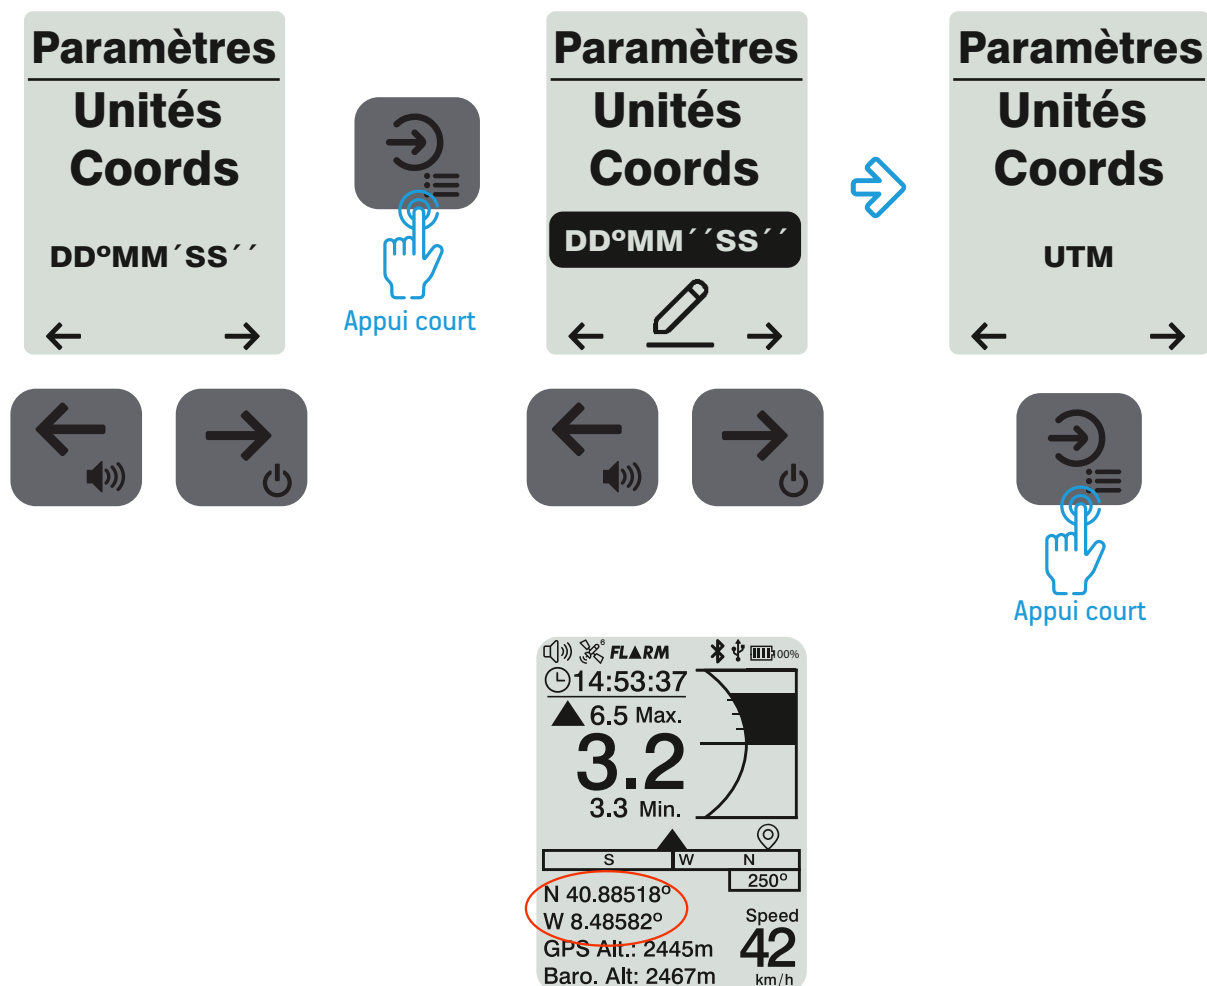 Paramètres
Unités
Coords
DDºMM´SS´´
Appui court
Paramètres
Unités
Coords
DDºMM´´SS´´
Paramètres
Unités
Coords
UTM
Appui court
6 FLARM 00%
14:53:37
6.5 Max.
3.2
3.3 Min.
S W N
250º
N 40.88518º
W 8.48582º
GPS Alt.: 2445m
Baro. Alt: 2467m
Speed
42
km/h